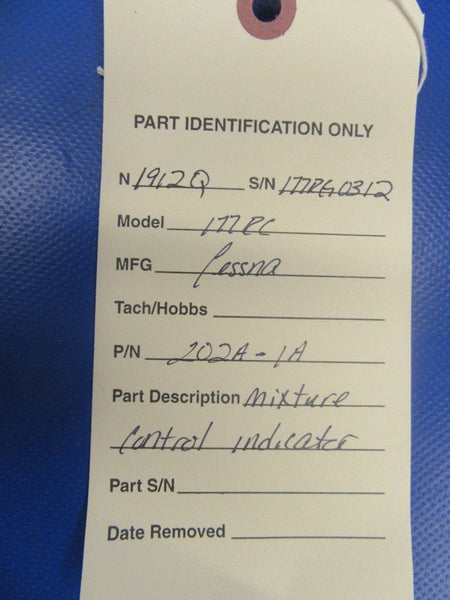 PART IDENTIFICATION ONLY
N 1912Q S/N 177RG0312
Model 177RG
MFG Cessna
Tach/Hobbs
P/N 202A-1A
Part Description Mixture
Control indicator
Part S/N
Date Removed